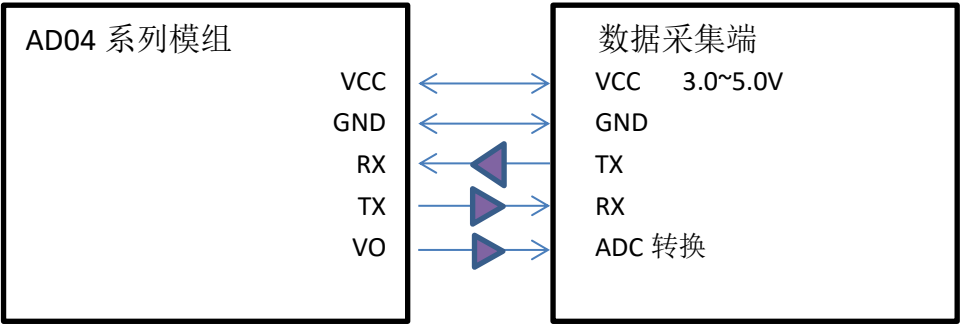 AD04 系列模组
VCC
GND
RX
TX
VO
数据采集端
VCC 3.0~5.0V
GND
TX
RX
ADC 转换